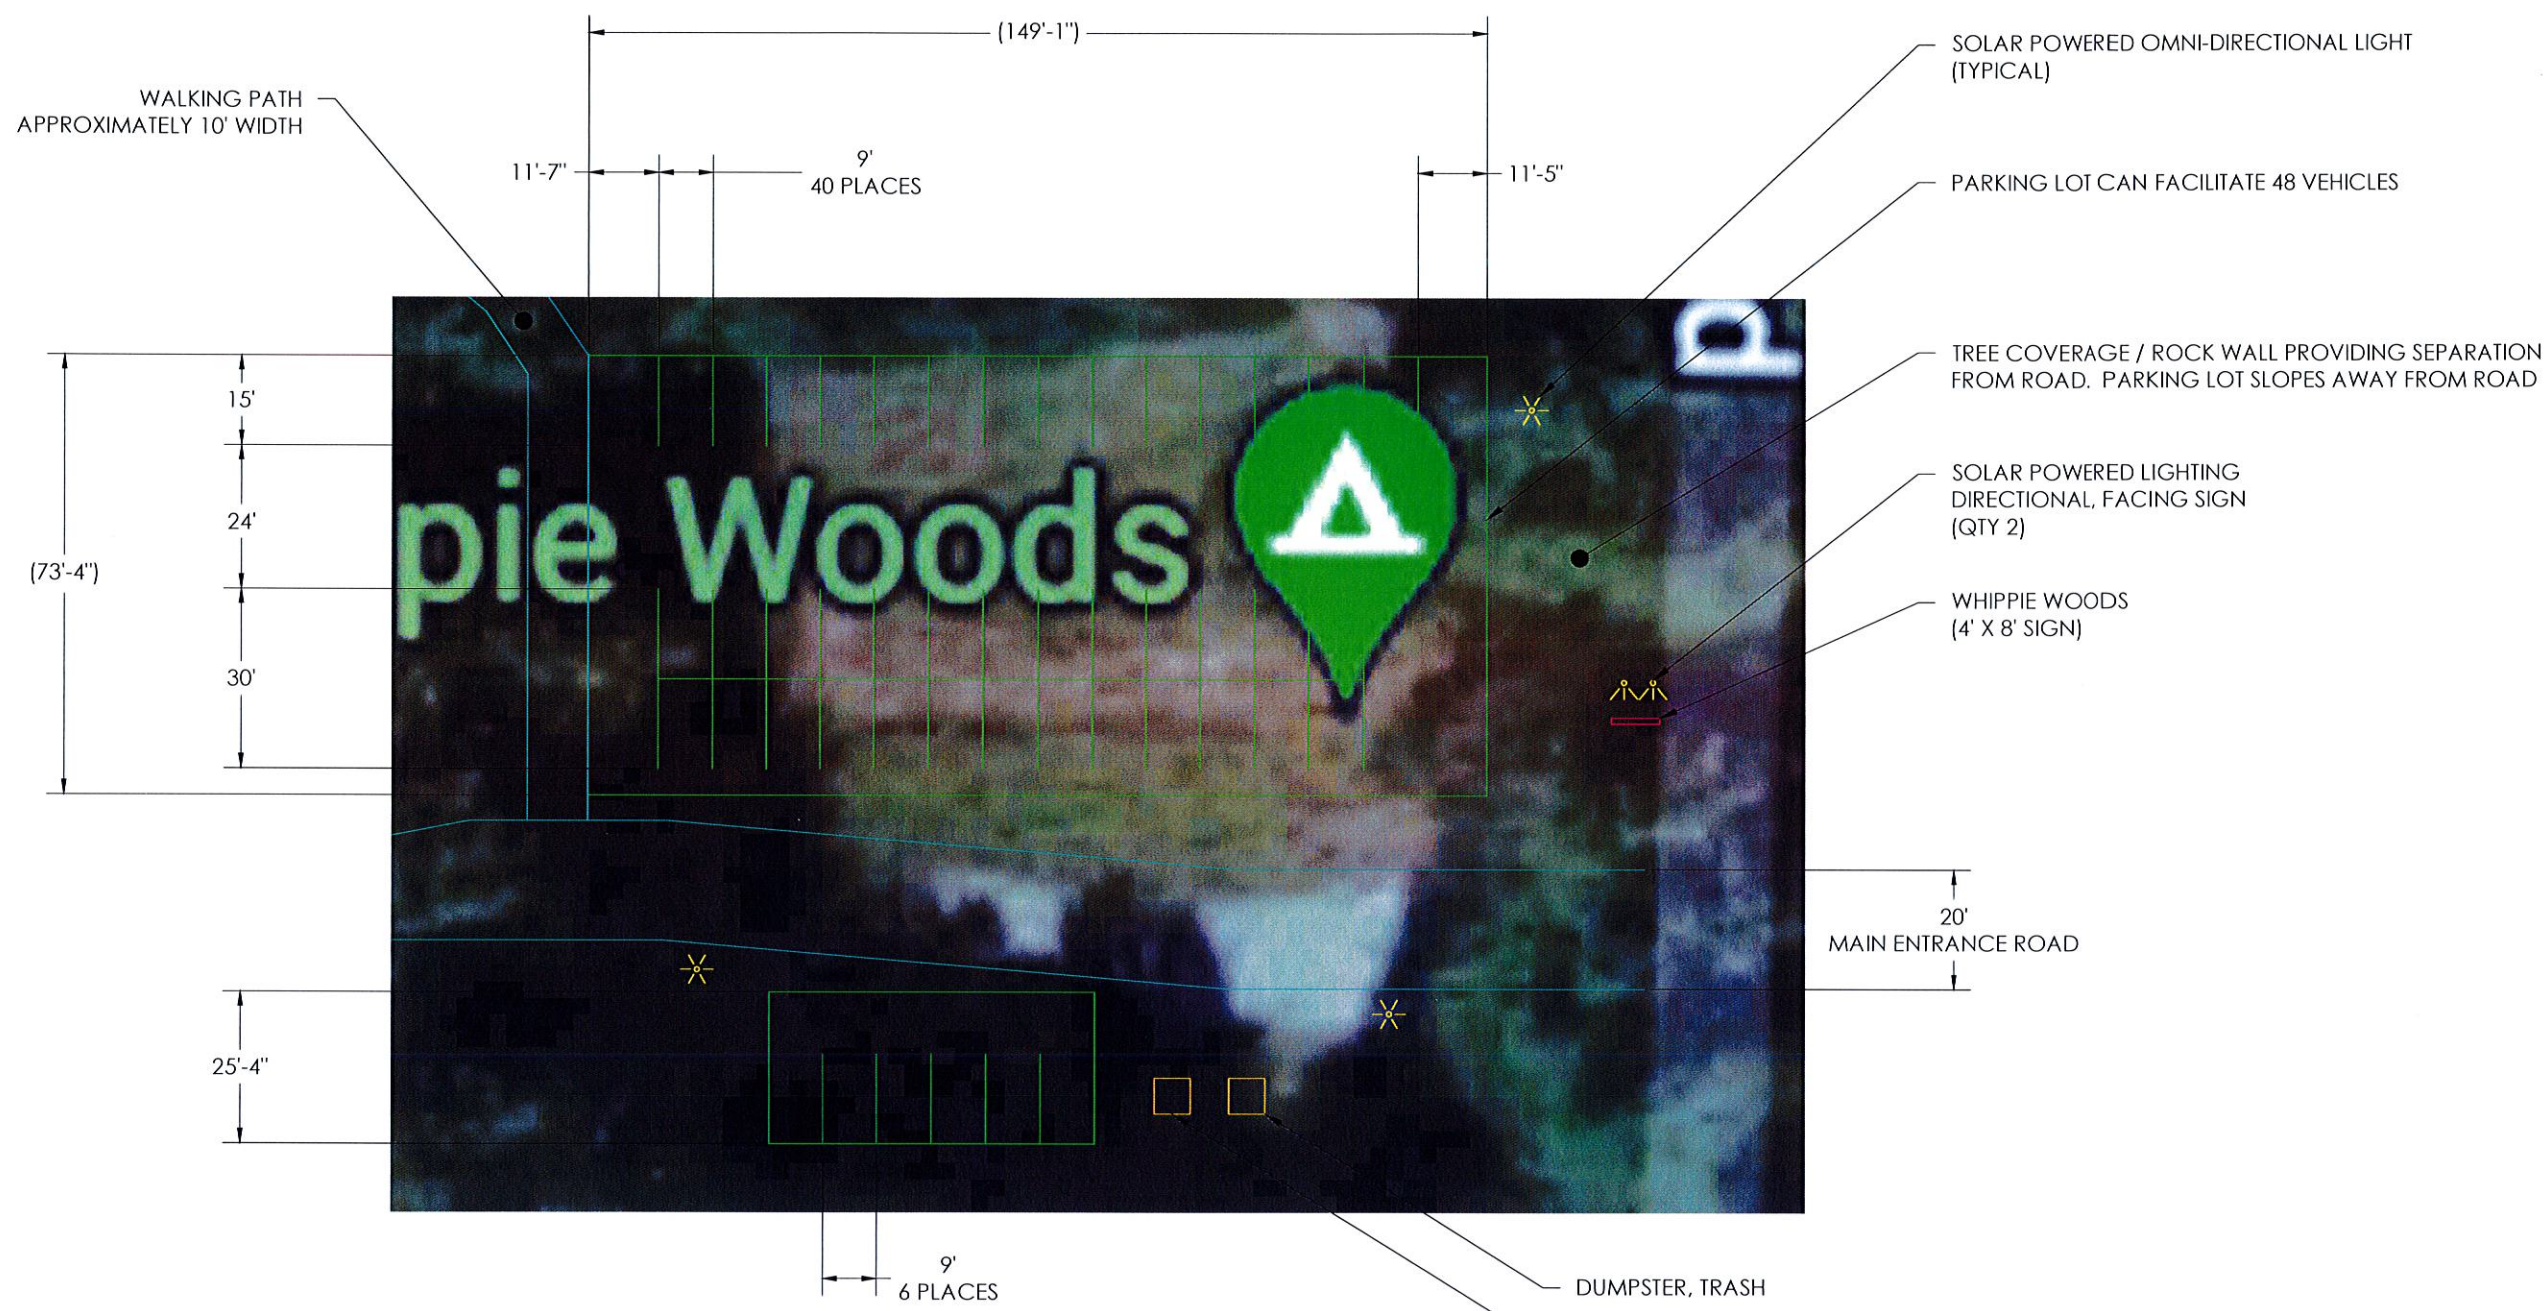 (149'-1")
SOLAR POWERED OMNI-DIRECTIONAL LIGHT
(TYPICAL)
WALKING PATH
APPROXIMATELY 10' WIDTH
11'-7"
9'
40 PLACES
11'-5"
PARKING LOT CAN FACILITATE 48 VEHICLES
P
TREE COVERAGE / ROCK WALL PROVIDING SEPARATION
FROM ROAD. PARKING LOT SLOPES AWAY FROM ROAD
15'
24'
(73'-4")
30'
pie Woods
SOLAR POWERED LIGHTING
DIRECTIONAL, FACING SIGN
(QTY 2)
WHIPPIE WOODS
(4' X 8' SIGN)
20'
MAIN ENTRANCE ROAD
25'-4"
9'
6 PLACES
DUMPSTER, TRASH